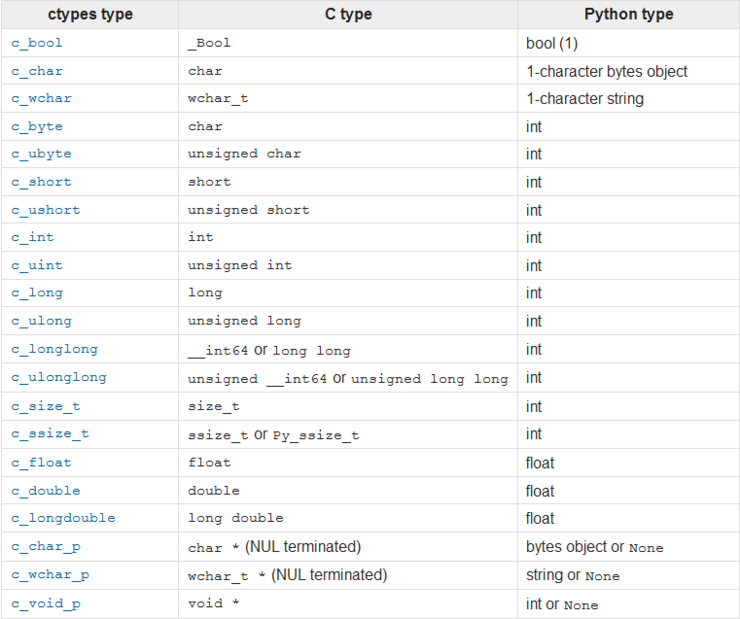 ctypes type C type Python type
c_bool _Bool bool (1)
c_char char 1-character bytes object
c_wchar wchar_t 1-character string
c_byte char int
c_ubyte unsigned char int
c_short short int
c_ushort unsigned short int
c_int int int
c_uint unsigned int int
c_long long int
c_ulong unsigned long int
c_longlong __int64 or long long int
c_ulonglong unsigned __int64 or unsigned long long int
c_size_t size_t int
c_ssize_t ssize_t or Py_ssize_t int
c_float float float
c_double double float
c_longdouble long double float
c_char_p char * (NUL terminated) bytes object or None
c_wchar_p wchar_t * (NUL terminated) string or None
c_void_p void * int or None